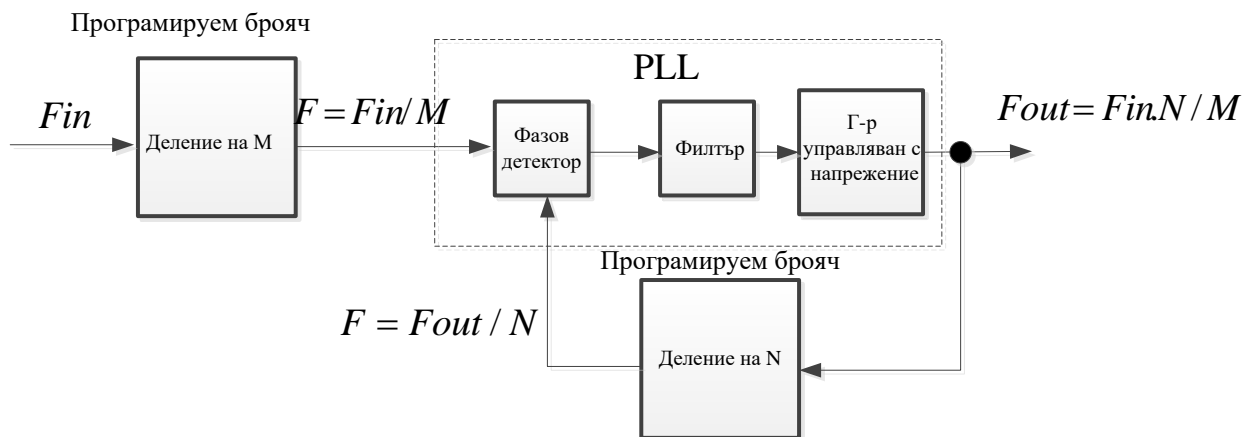 Програмируем брояч
Fin
Деление на M
F = Fin/ M
PLL
Фазов
детектор
Филтър
Г-р
управляван с
напрежение
Fout = Fin.N / M
Програмируем брояч
F = Fout / N
Деление на N